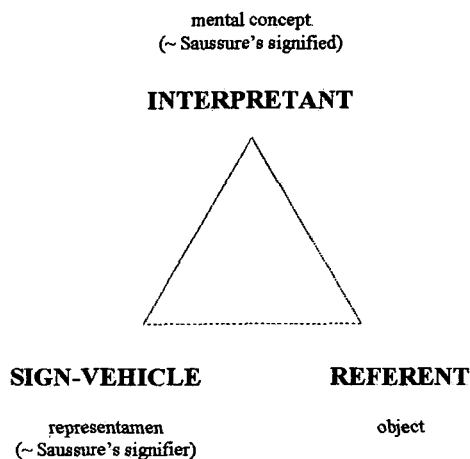 mental concept
(~ Saussure's signified)
INTERPRETANT
SIGN-VEHICLE
REFERENT
representamen
object
(~ Saussure's signifier)